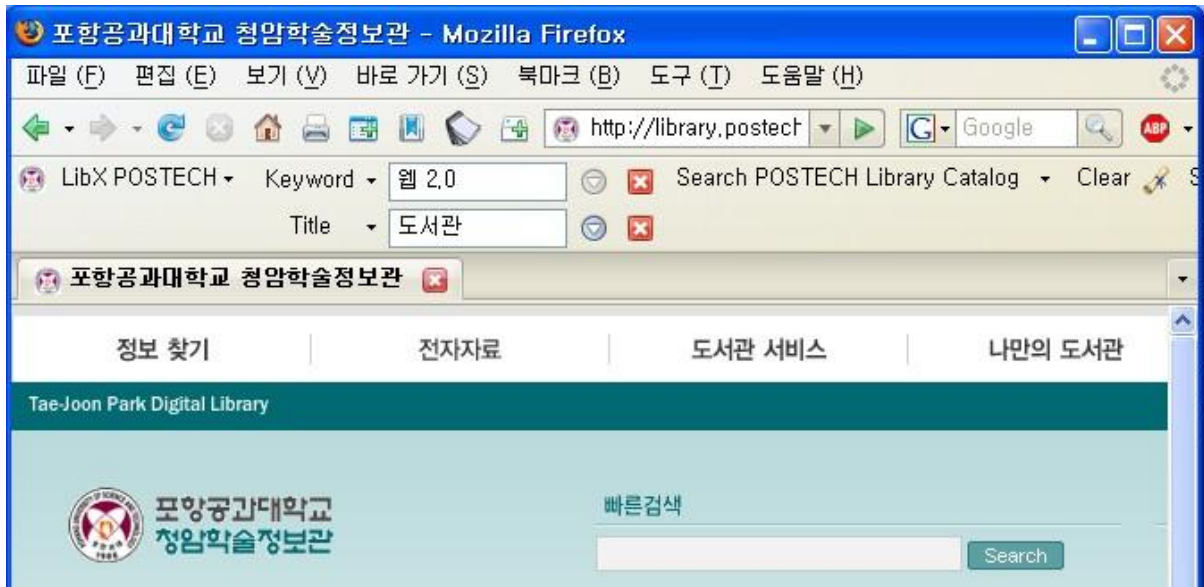 포항공과대학교 청암학술정보관 - Mozilla Firefox
파일 (F) 편집 (E) 보기 (V) 바로 가기 (S) 북마크 (B) 도구 (T) 도움말 (H)
http://library.postech G Google ABP
LibX POSTECH Keyword 웹 2.0 Search POSTECH Library Catalog Clear
Title 도서관
포항공과대학교 청암학술정보관
정보 찾기 전자자료 도서관 서비스 나만의 도서관
Tae-Joon Park Digital Library
포항공과대학교 빠른검색
청암학술정보관
Search